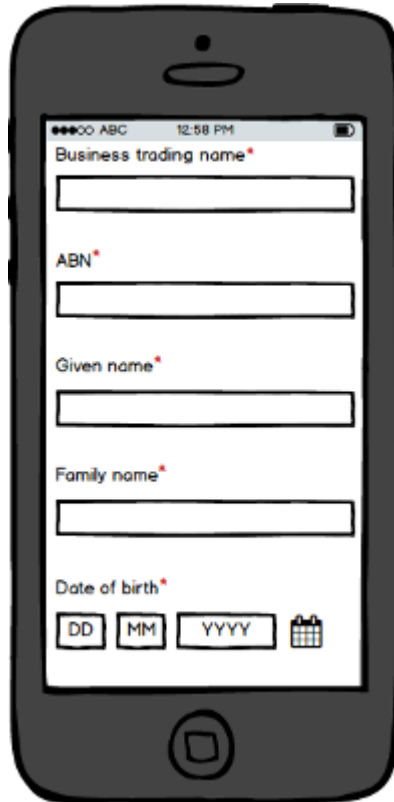 ABC 12:58 PM
Business trading name*
ABN*
Given name*
Family name*
Date of birth*
DD MM YYYY